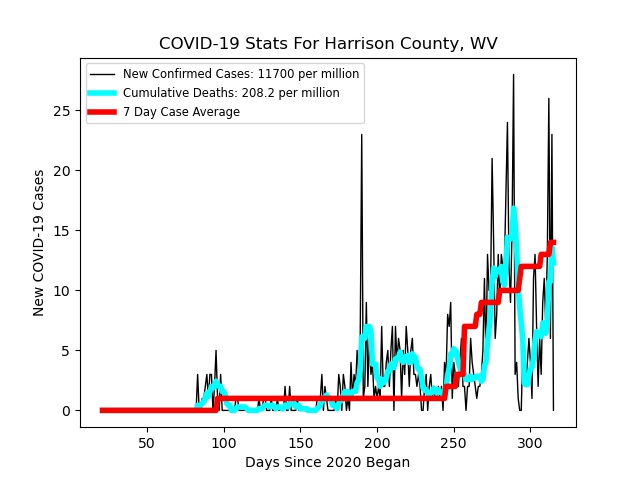 COVID-19 Stats For Harrison County, WV
New Confirmed Cases: 11700 per million
Cumulative Deaths: 208.2 per million
7 Day Case Average
New COVID-19 Cases
25
20
15
10
5
0
50 100 150 200 250 300
Days Since 2020 Began